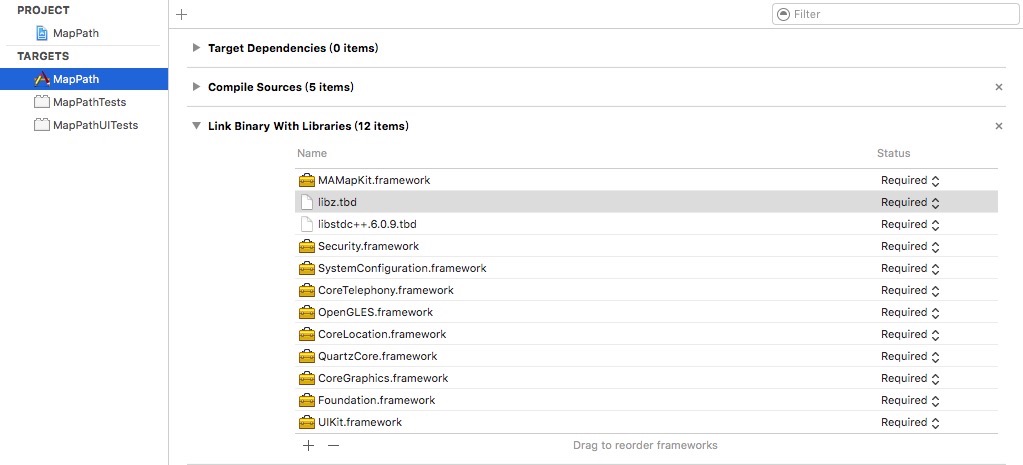 PROJECT
MapPath
TARGETS
MapPath
MapPathTests
MapPathUITests
Filter
Target Dependencies (0 items)
Compile Sources (5 items)
Link Binary With Libraries (12 items)
Name Status
MAMapKit.framework Required
libz.tbd Required
libstdc++.6.0.9.tbd Required
Security.framework Required
SystemConfiguration.framework Required
CoreTelephony.framework Required
OpenGLES.framework Required
CoreLocation.framework Required
QuartzCore.framework Required
CoreGraphics.framework Required
Foundation.framework Required
UIKit.framework Required
Drag to reorder frameworks